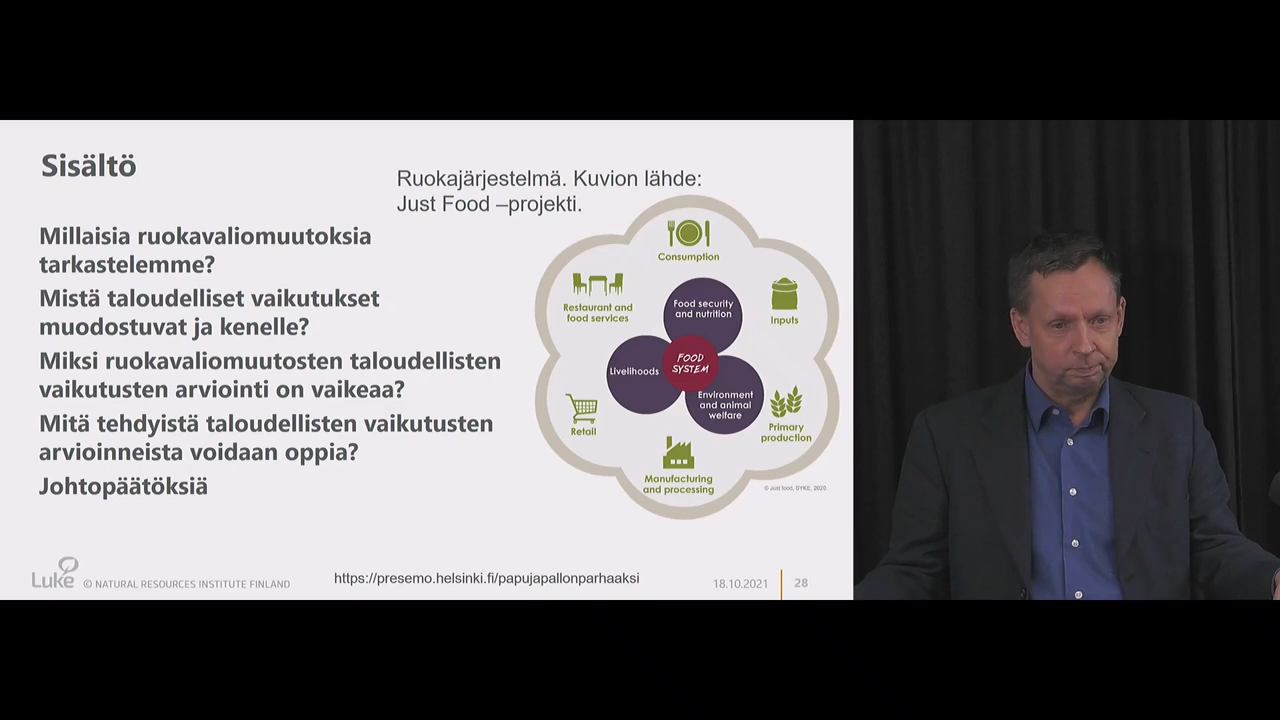 Sisältö
Ruokajärjestelmä. Kuvion lähde:
Just Food –projekti.
Millaisia ruokavaliomuutoksia
tarkastelemme?
Mistä taloudelliset vaikutukset
muodostuvat ja kenelle?
Miksi ruokavaliomuutosten taloudellisten
vaikutusten arviointi on vaikeaa?
Mitä tehdyistä taloudellisten vaikutusten
arvioinneista voidaan oppia?
Johtopäätöksiä
Consumption
Restaurant and
food services
Food security
and nutrition
Inputs
FOOD
SYSTEM
Livelihoods
Environment
and animal
welfare
Retail
Primary
production
Manufacturing
and processing
© Just food, SYKE, 2020.
Luke
© NATURAL RESOURCES INSTITUTE FINLAND
https://presemo.helsinki.fi/papujapallonparhaaksi
18.10.2021
28